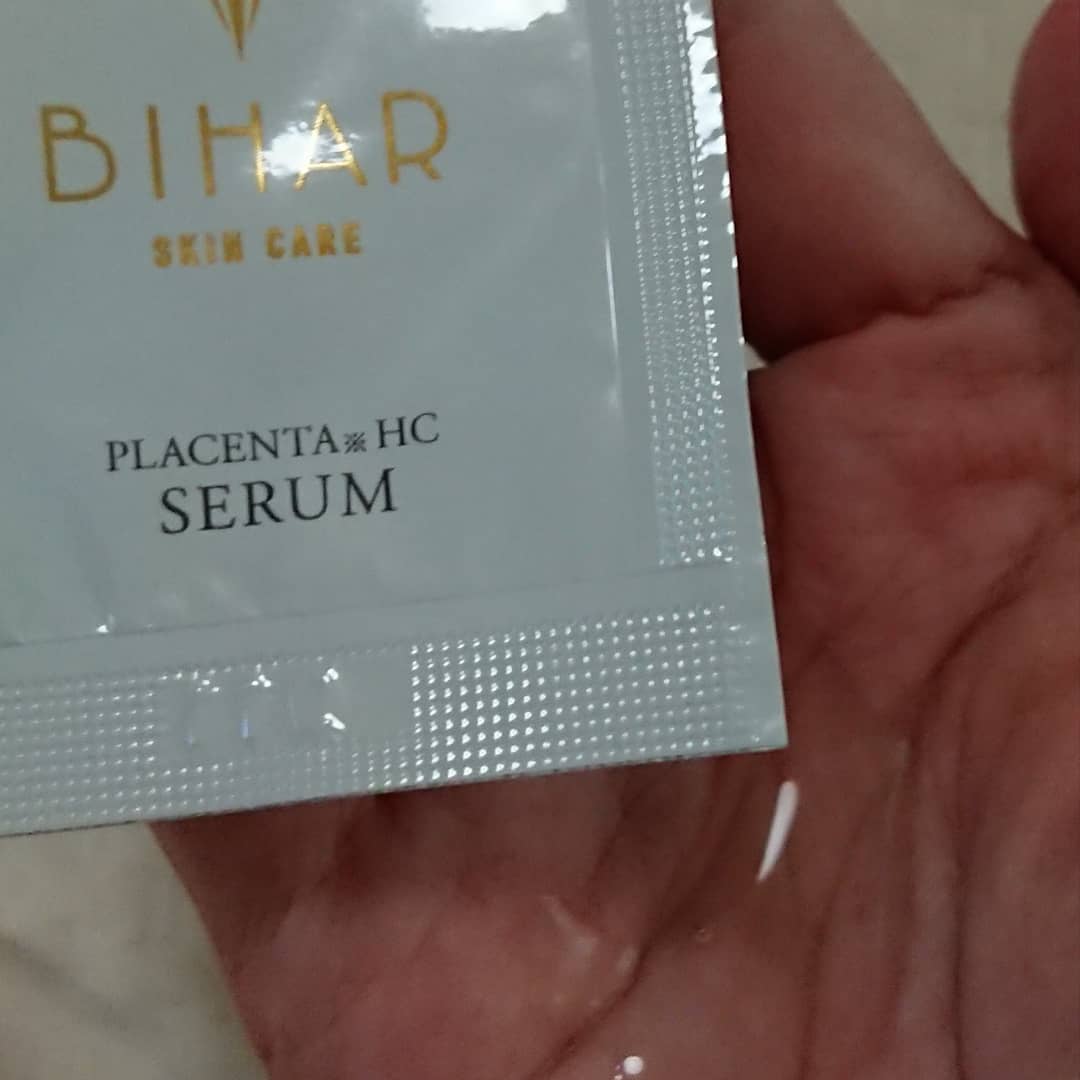 BIHAR
SKIN CARE
PLACENTA※HC
SERUM